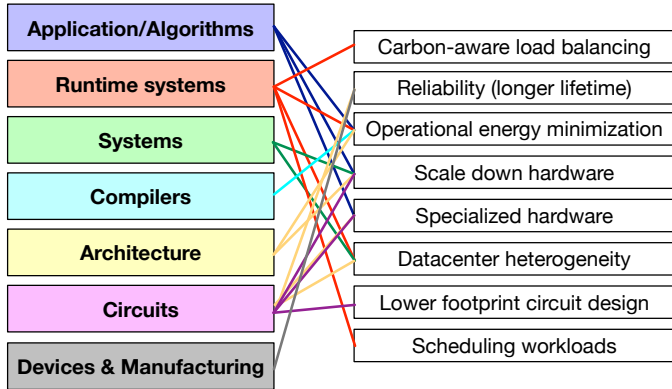 Application/Algorithms
Runtime systems
Systems
Compilers
Architecture
Circuits
Devices & Manufacturing
Carbon-aware load balancing
Reliability (longer lifetime)
Operational energy minimization
Scale down hardware
Specialized hardware
Datacenter heterogeneity
Lower footprint circuit design
Scheduling workloads